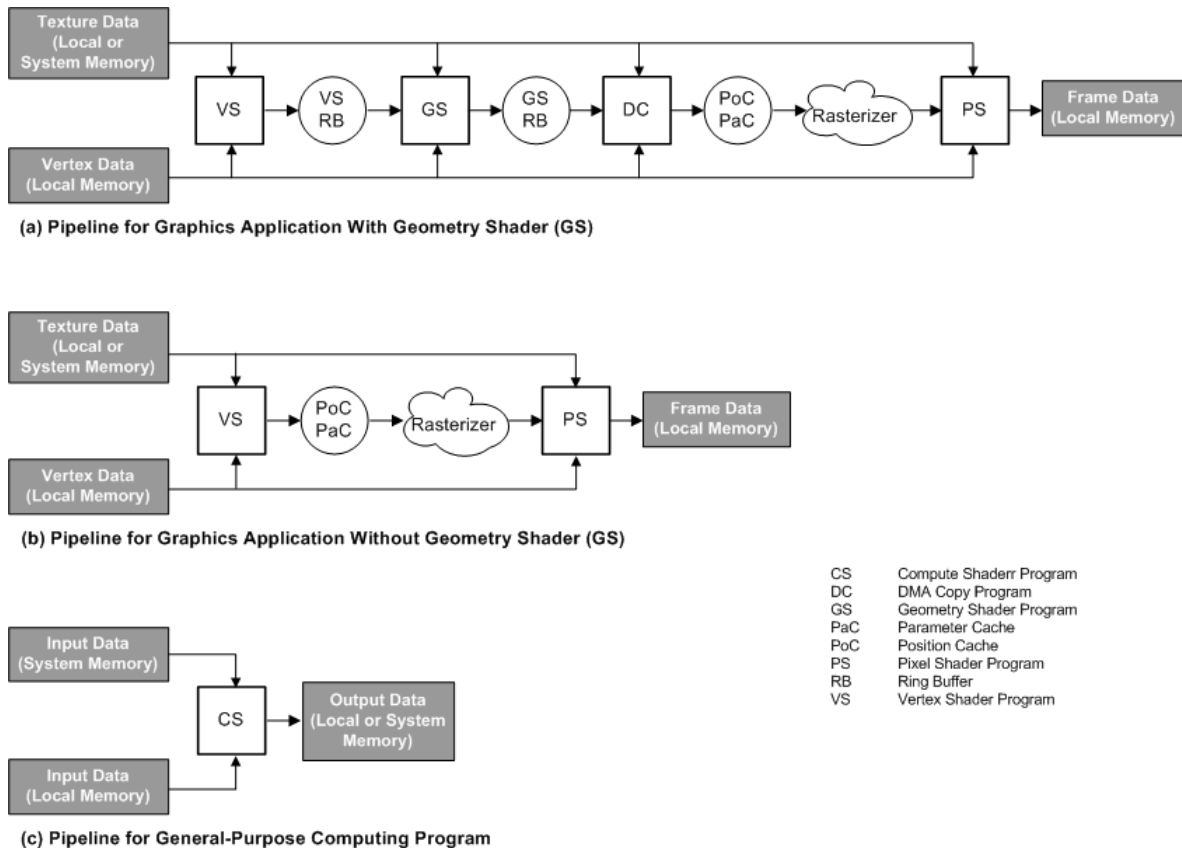 Texture Data
(Local or
System Memory)
VS
VS
RB
GS
GS
RB
DC
PoC
PaC
Rasterizer
PS
Frame Data
(Local Memory)
Vertex Data
(Local Memory)
(a) Pipeline for Graphics Application With Geometry Shader (GS)
Texture Data
(Local or
System Memory)
VS
PoC
PaC
Rasterizer
PS
Frame Data
(Local Memory)
Vertex Data
(Local Memory)
(b) Pipeline for Graphics Application Without Geometry Shader (GS)
CS Compute Shaderr Program
DC DMA Copy Program
GS Geometry Shader Program
PaC Parameter Cache
PoC Position Cache
PS Pixel Shader Program
RB Ring Buffer
VS Vertex Shader Program
Input Data
(System Memory)
CS
Output Data
(Local or System
Memory)
Input Data
(Local Memory)
(c) Pipeline for General-Purpose Computing Program